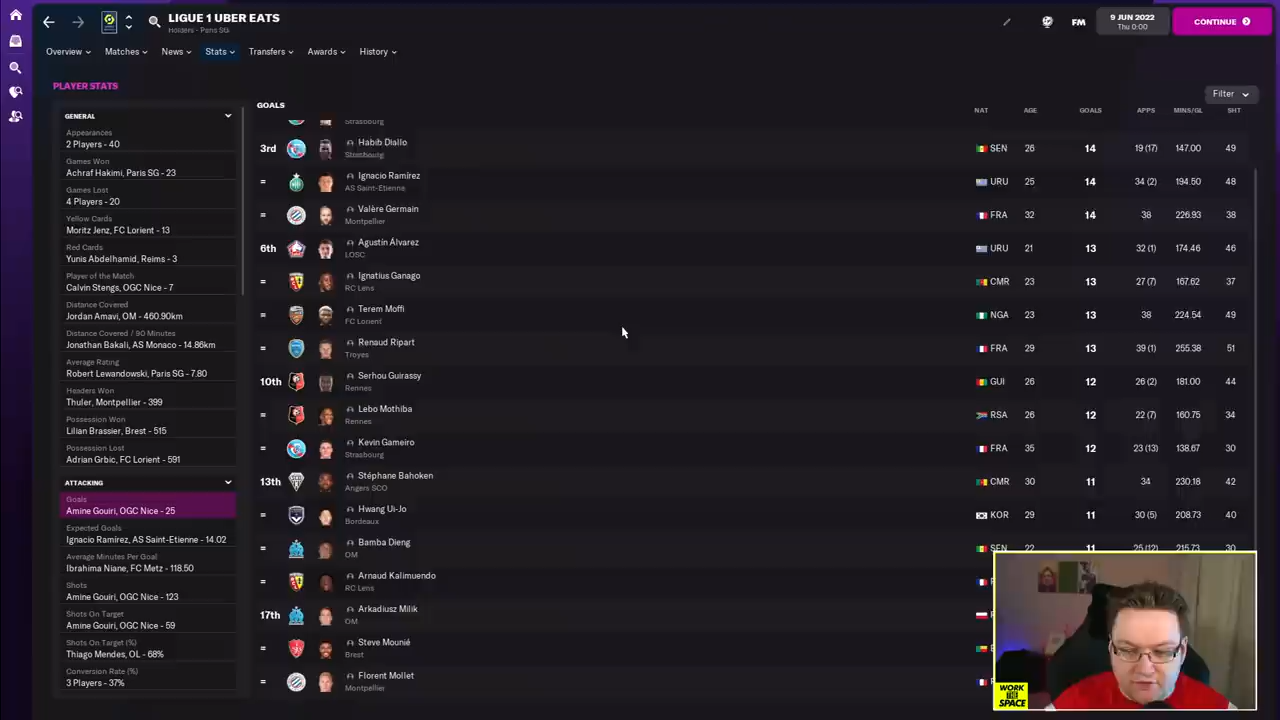 LIGUE 1 UBER EATS
Holders - Paris SG
FM
9 JUN 2022
Thu 0:00
CONTINUE
Overview
Matches
News
Stats
Transfers
Awards
History
PLAYER STATS
Filter
GENERAL
Appearances
2 Players - 40
Games Won
Achraf Hakimi, Paris SG - 23
Games Lost
4 Players - 20
Yellow Cards
Moritz Jenz, FC Lorient - 13
Red Cards
Yunis Abdelhamid, Reims - 3
Player of the Match
Calvin Stengs, OGC Nice - 7
Distance Covered
Jordan Amavi, OM - 460.90km
Distance Covered / 90 Minutes
Jonathan Bakali, AS Monaco - 14.86km
Average Rating
Robert Lewandowski, Paris SG - 7.80
Headers Won
Thuler, Montpellier - 399
Possession Won
Lilian Brassier, Brest - 515
Possession Lost
Adrian Grbic, FC Lorient - 591
ATTACKING
Goals
Amine Gouiri, OGC Nice - 25
Expected Goals
Ignacio Ramírez, AS Saint-Etienne - 14.02
Average Minutes Per Goal
Ibrahima Niane, FC Metz - 118.50
Shots
Amine Gouiri, OGC Nice - 123
Shots On Target
Amine Gouiri, OGC Nice - 59
Shots On Target (%)
Thiago Mendes, OL - 68%
Conversion Rate (%)
3 Players - 37%
GOALS NAT AGE GOALS APPS MINS/GL SHT
Strasbourg
3rd Habib Diallo SEN 26 14 19 (17) 147.00 49
Strasbourg
= Ignacio Ramírez URU 25 14 34 (2) 194.50 48
AS Saint-Etienne
= Valère Germain FRA 32 14 38 226.93 38
Montpellier
6th Agustín Álvarez URU 21 13 32 (1) 174.46 46
LOSC
= Ignatius Ganago CMR 23 13 27 (7) 167.62 37
RC Lens
= Terem Moffi NGA 23 13 38 224.54 49
FC Lorient
= Renaud Ripart FRA 29 13 39 (1) 255.38 51
Troyes
10th Serhou Guirassy GUI 26 12 26 (2) 181.00 44
Rennes
= Lebo Mothiba RSA 26 12 22 (7) 160.75 34
Rennes
= Kevin Gameiro FRA 35 12 23 (13) 138.67 30
Strasbourg
13th Stéphane Bahoken CMR 30 11 34 230.18 42
Angers SCO
= Hwang Ui-Jo KOR 29 11 30 (5) 208.73 40
Bordeaux
= Bamba Dieng SEN 22 11 25 (12) 215.73 30
OM
= Arnaud Kalimuendo
RC Lens
17th Arkadiusz Milik
OM
= Steve Mounié
Brest
= Florent Mollet
Montpellier
WORK
THE
SPACE